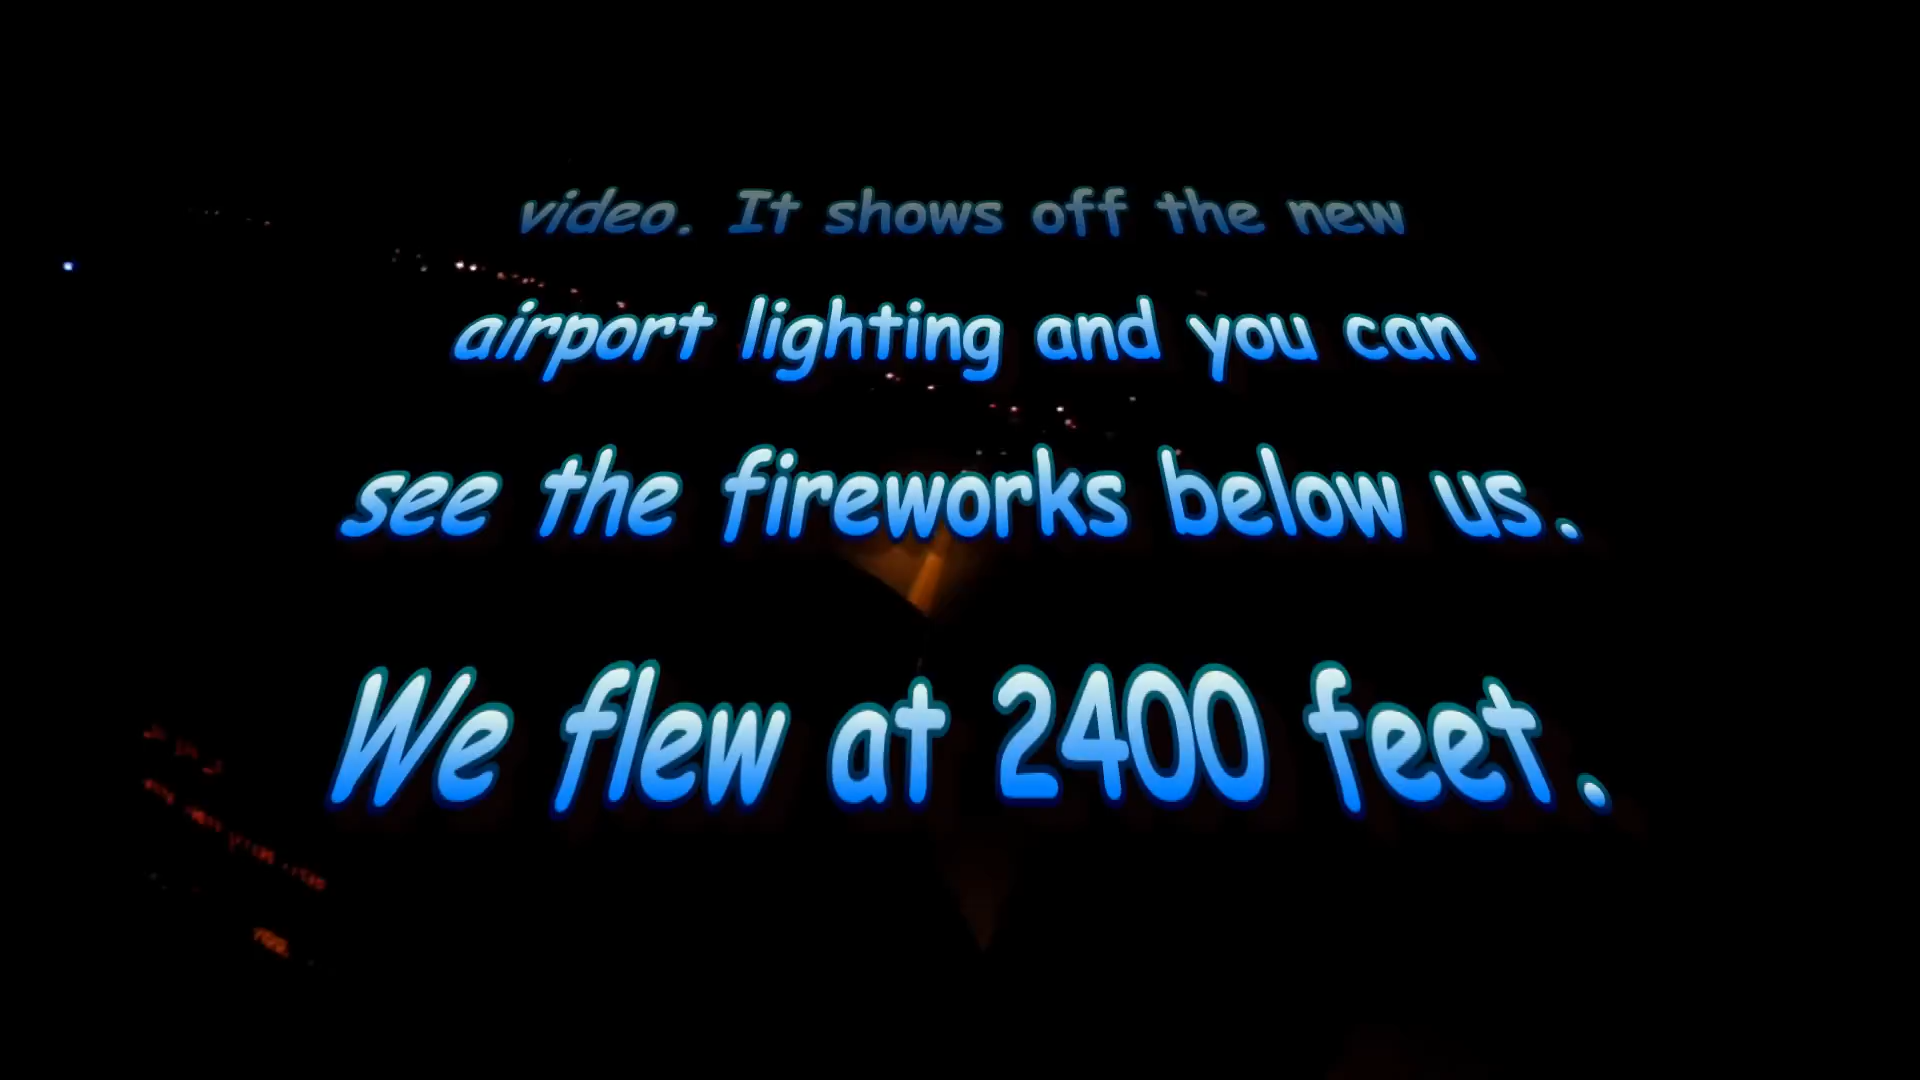 video. It shows off the new
airport lighting and you can
see the fireworks below us.
We flew at 2400 feet.